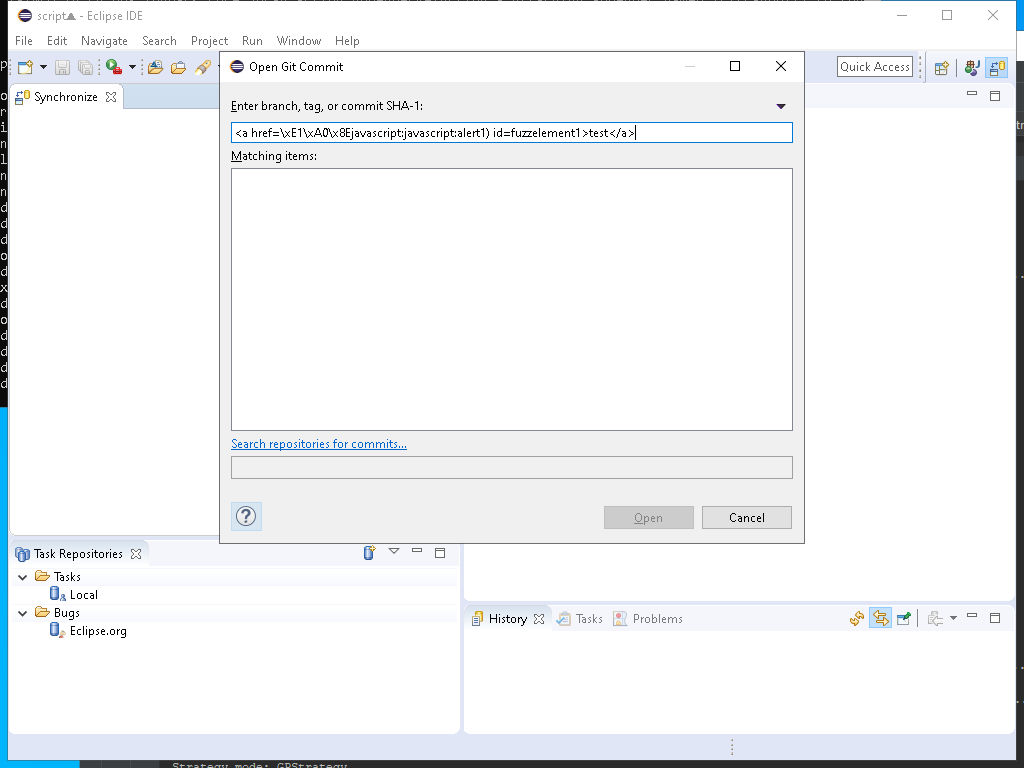 script▲ - Eclipse IDE
File Edit Navigate Search Project Run Window Help
Quick Access
Synchronize
Open Git Commit
Enter branch, tag, or commit SHA-1:
<a href=\xE1\xA0\x8Ejavascript:javascript:alert1) id=fuzzelement1>test</a>
Matching items:
Search repositories for commits...
Open Cancel
Task Repositories
Tasks
Local
Bugs
Eclipse.org
History Tasks Problems
Strategy mode: GPStrategy